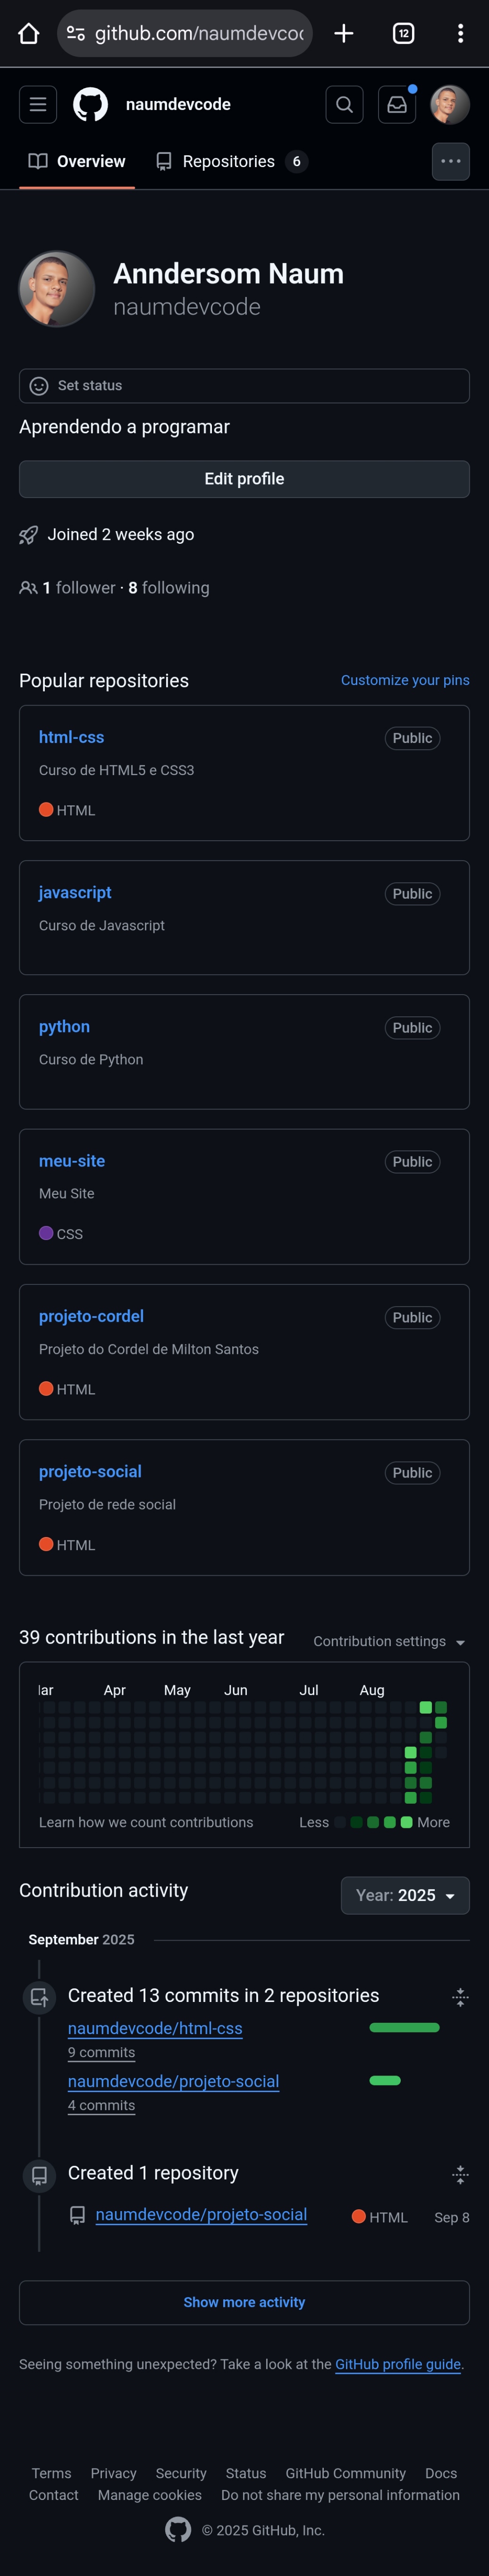 github.com/naumdevcod
12
naumdevcode
Overview
Repositories 6
Anndersom Naum
naumdevcode
Set status
Aprendendo a programar
Edit profile
Joined 2 weeks ago
1 follower · 8 following
Popular repositories
Customize your pins
html-css
Public
Curso de HTML5 e CSS3
HTML
javascript
Public
Curso de Javascript
python
Public
Curso de Python
meu-site
Public
Meu Site
CSS
projeto-cordel
Public
Projeto do Cordel de Milton Santos
HTML
projeto-social
Public
Projeto de rede social
HTML
39 contributions in the last year
Contribution settings
ar Apr May Jun Jul Aug
Learn how we count contributions
Less More
Contribution activity
Year: 2025
September 2025
Created 13 commits in 2 repositories
naumdevcode/html-css
9 commits
naumdevcode/projeto-social
4 commits
Created 1 repository
naumdevcode/projeto-social HTML Sep 8
Show more activity
Seeing something unexpected? Take a look at the GitHub profile guide.
Terms Privacy Security Status GitHub Community Docs
Contact Manage cookies Do not share my personal information
© 2025 GitHub, Inc.